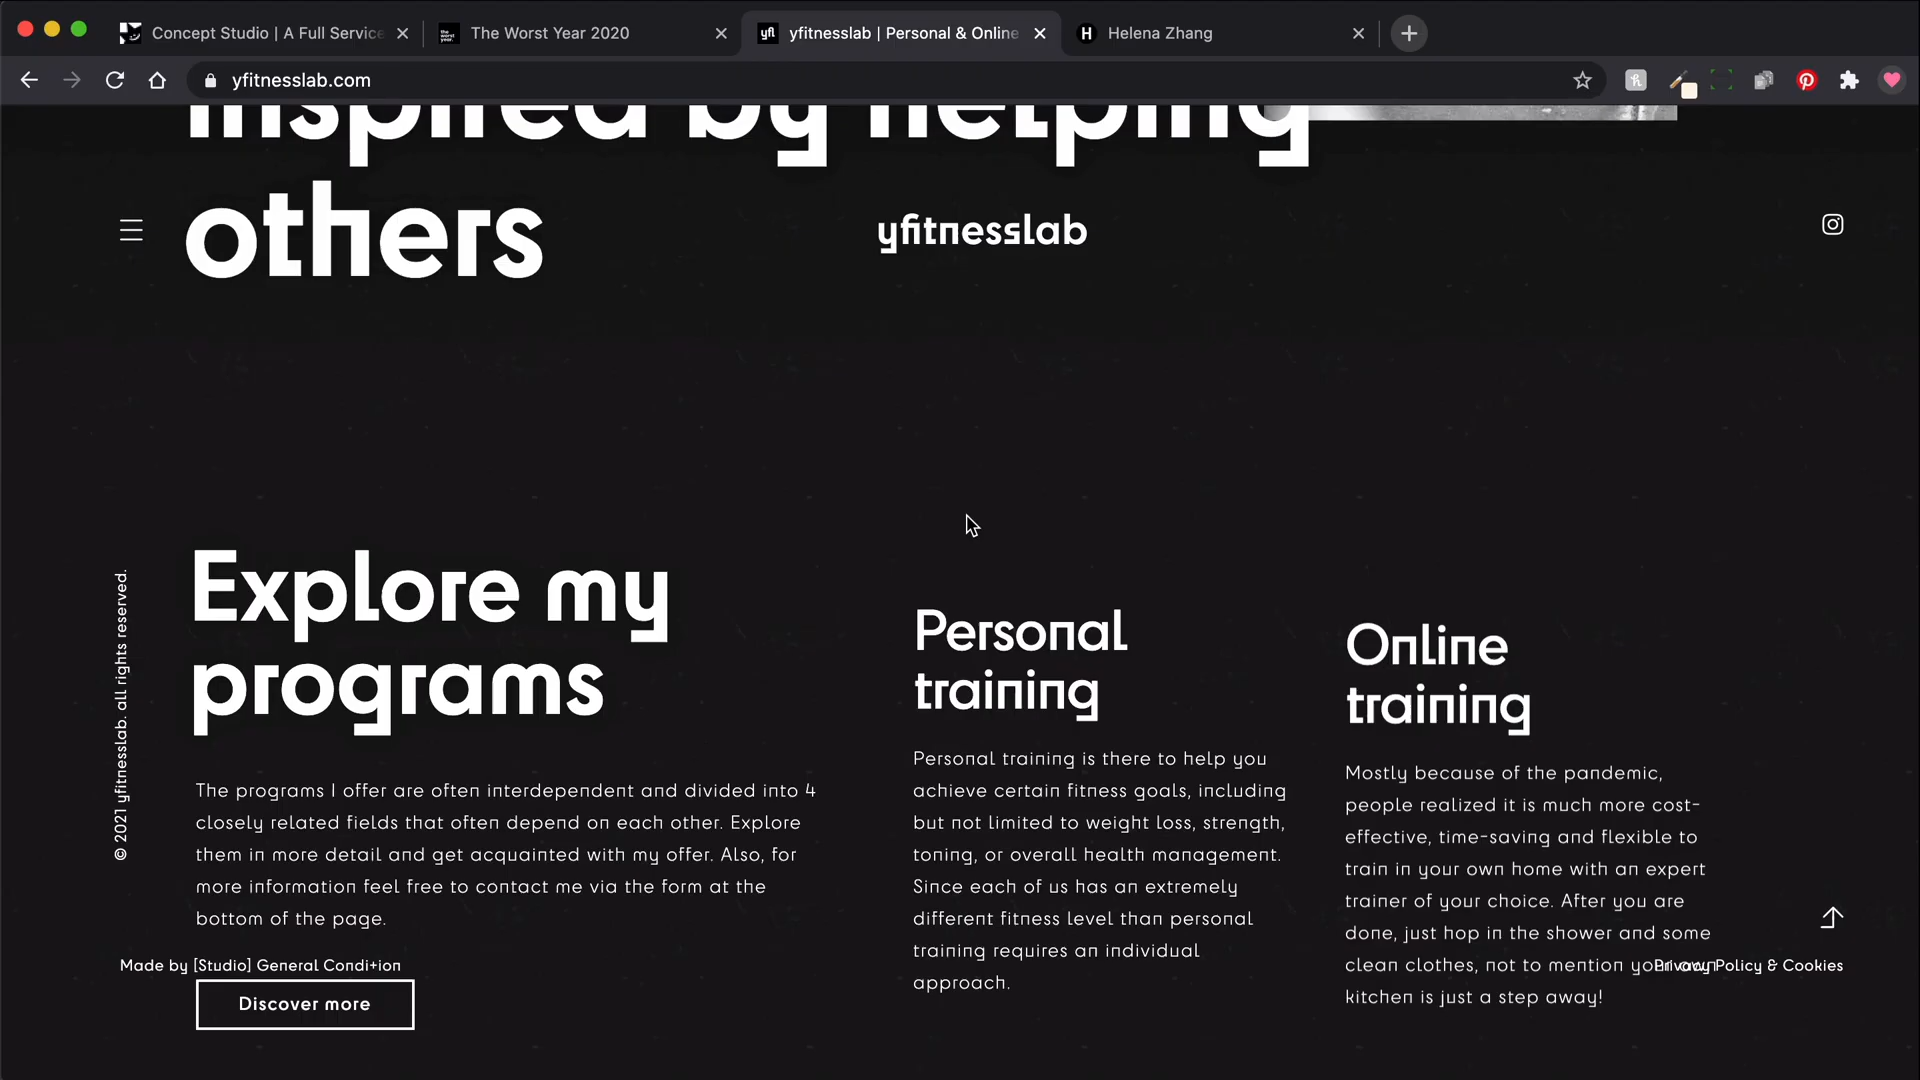 Concept Studio | A Full Service
The Worst Year 2020
yfl yfitnesslab | Personal & Online
H Helena Zhang
yfitnesslab.com
inspired by helping
others
yfitnesslab
Explore my
programs
The programs I offer are often interdependent and divided into 4
closely related fields that often depend on each other. Explore
them in more detail and get acquainted with my offer. Also, for
more information feel free to contact me via the form at the
bottom of the page.
Discover more
Personal
training
Personal training is there to help you
achieve certain fitness goals, including
but not limited to weight loss, strength,
toning, or overall health management.
Since each of us has an extremely
different fitness level than personal
training requires an individual
approach.
Online
training
Mostly because of the pandemic,
people realized it is much more cost-
effective, time-saving and flexible to
train in your own home with an expert
trainer of your choice. After you are
done, just hop in the shower and some
clean clothes, not to mention your own
kitchen is just a step away!
© 2021 yfitnesslab. all rights reserved.
Made by [Studio] General Condi+ion
Privacy Policy & Cookies